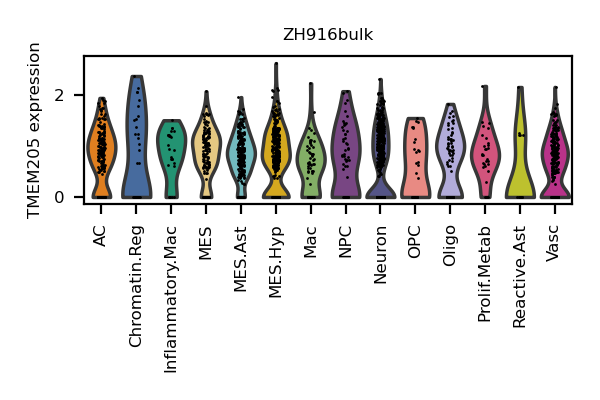 ZH916bulk
TMEM205 expression
2
0
AC
Chromatin.Reg
Inflammatory.Mac
MES
MES.Ast
MES.Hyp
Mac
NPC
Neuron
OPC
Oligo
Prolif.Metab
Reactive.Ast
Vasc